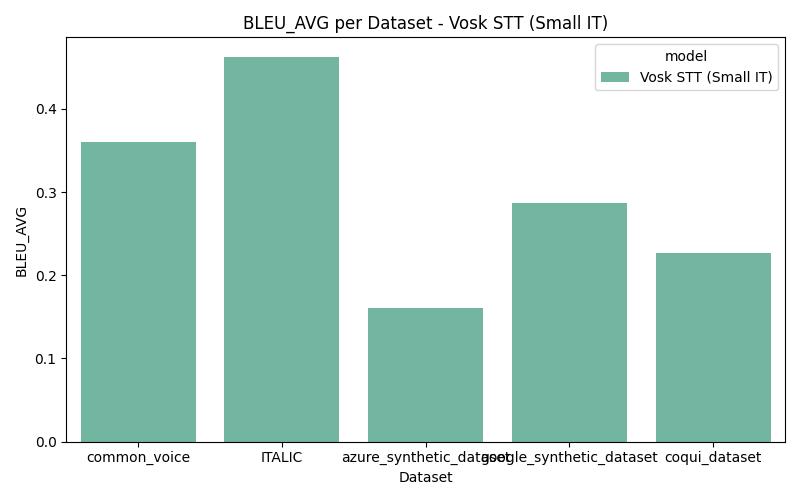 BLEU_AVG per Dataset - Vosk STT (Small IT)
model
Vosk STT (Small IT)
BLEU_AVG
0.4
0.3
0.2
0.1
0.0
common_voice ITALIC azure_synthetic_dataset google_synthetic_dataset coqui_dataset
Dataset